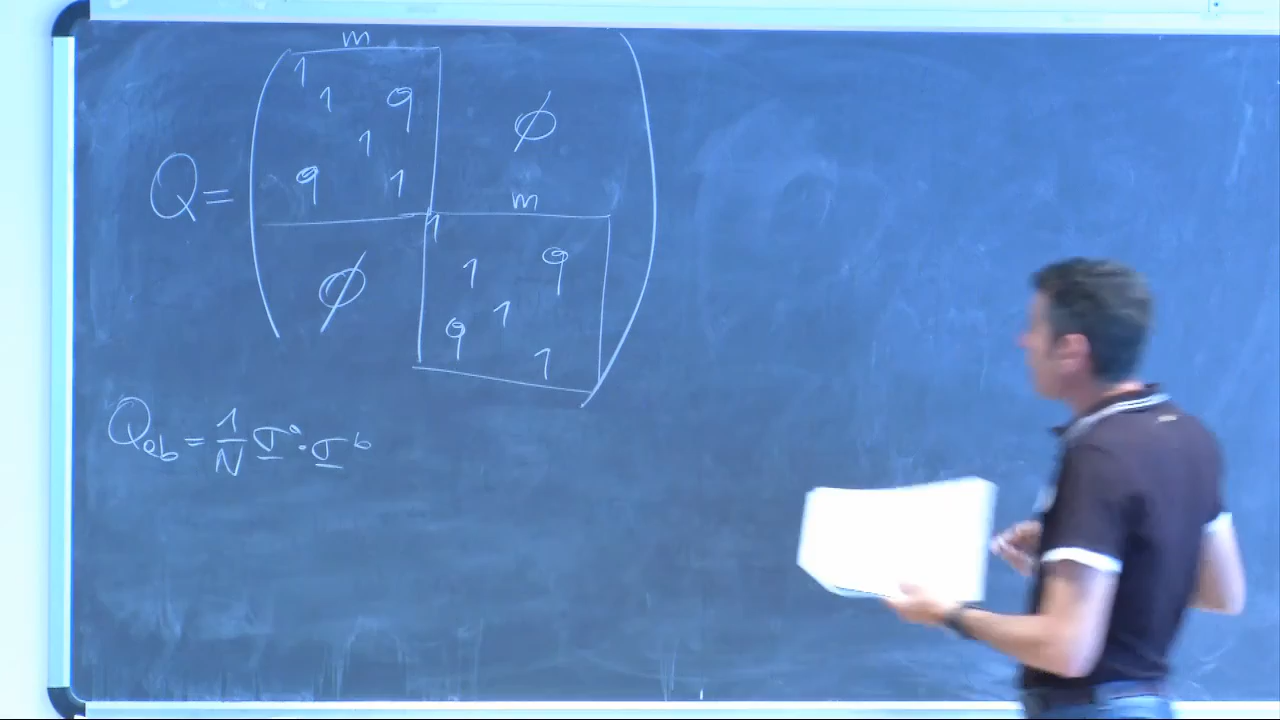 m
1
1 q
1
Q = q 1 ∅
m
1
1 q
∅ 1
q 1
Q_ab = 1/N σ^a · σ^b